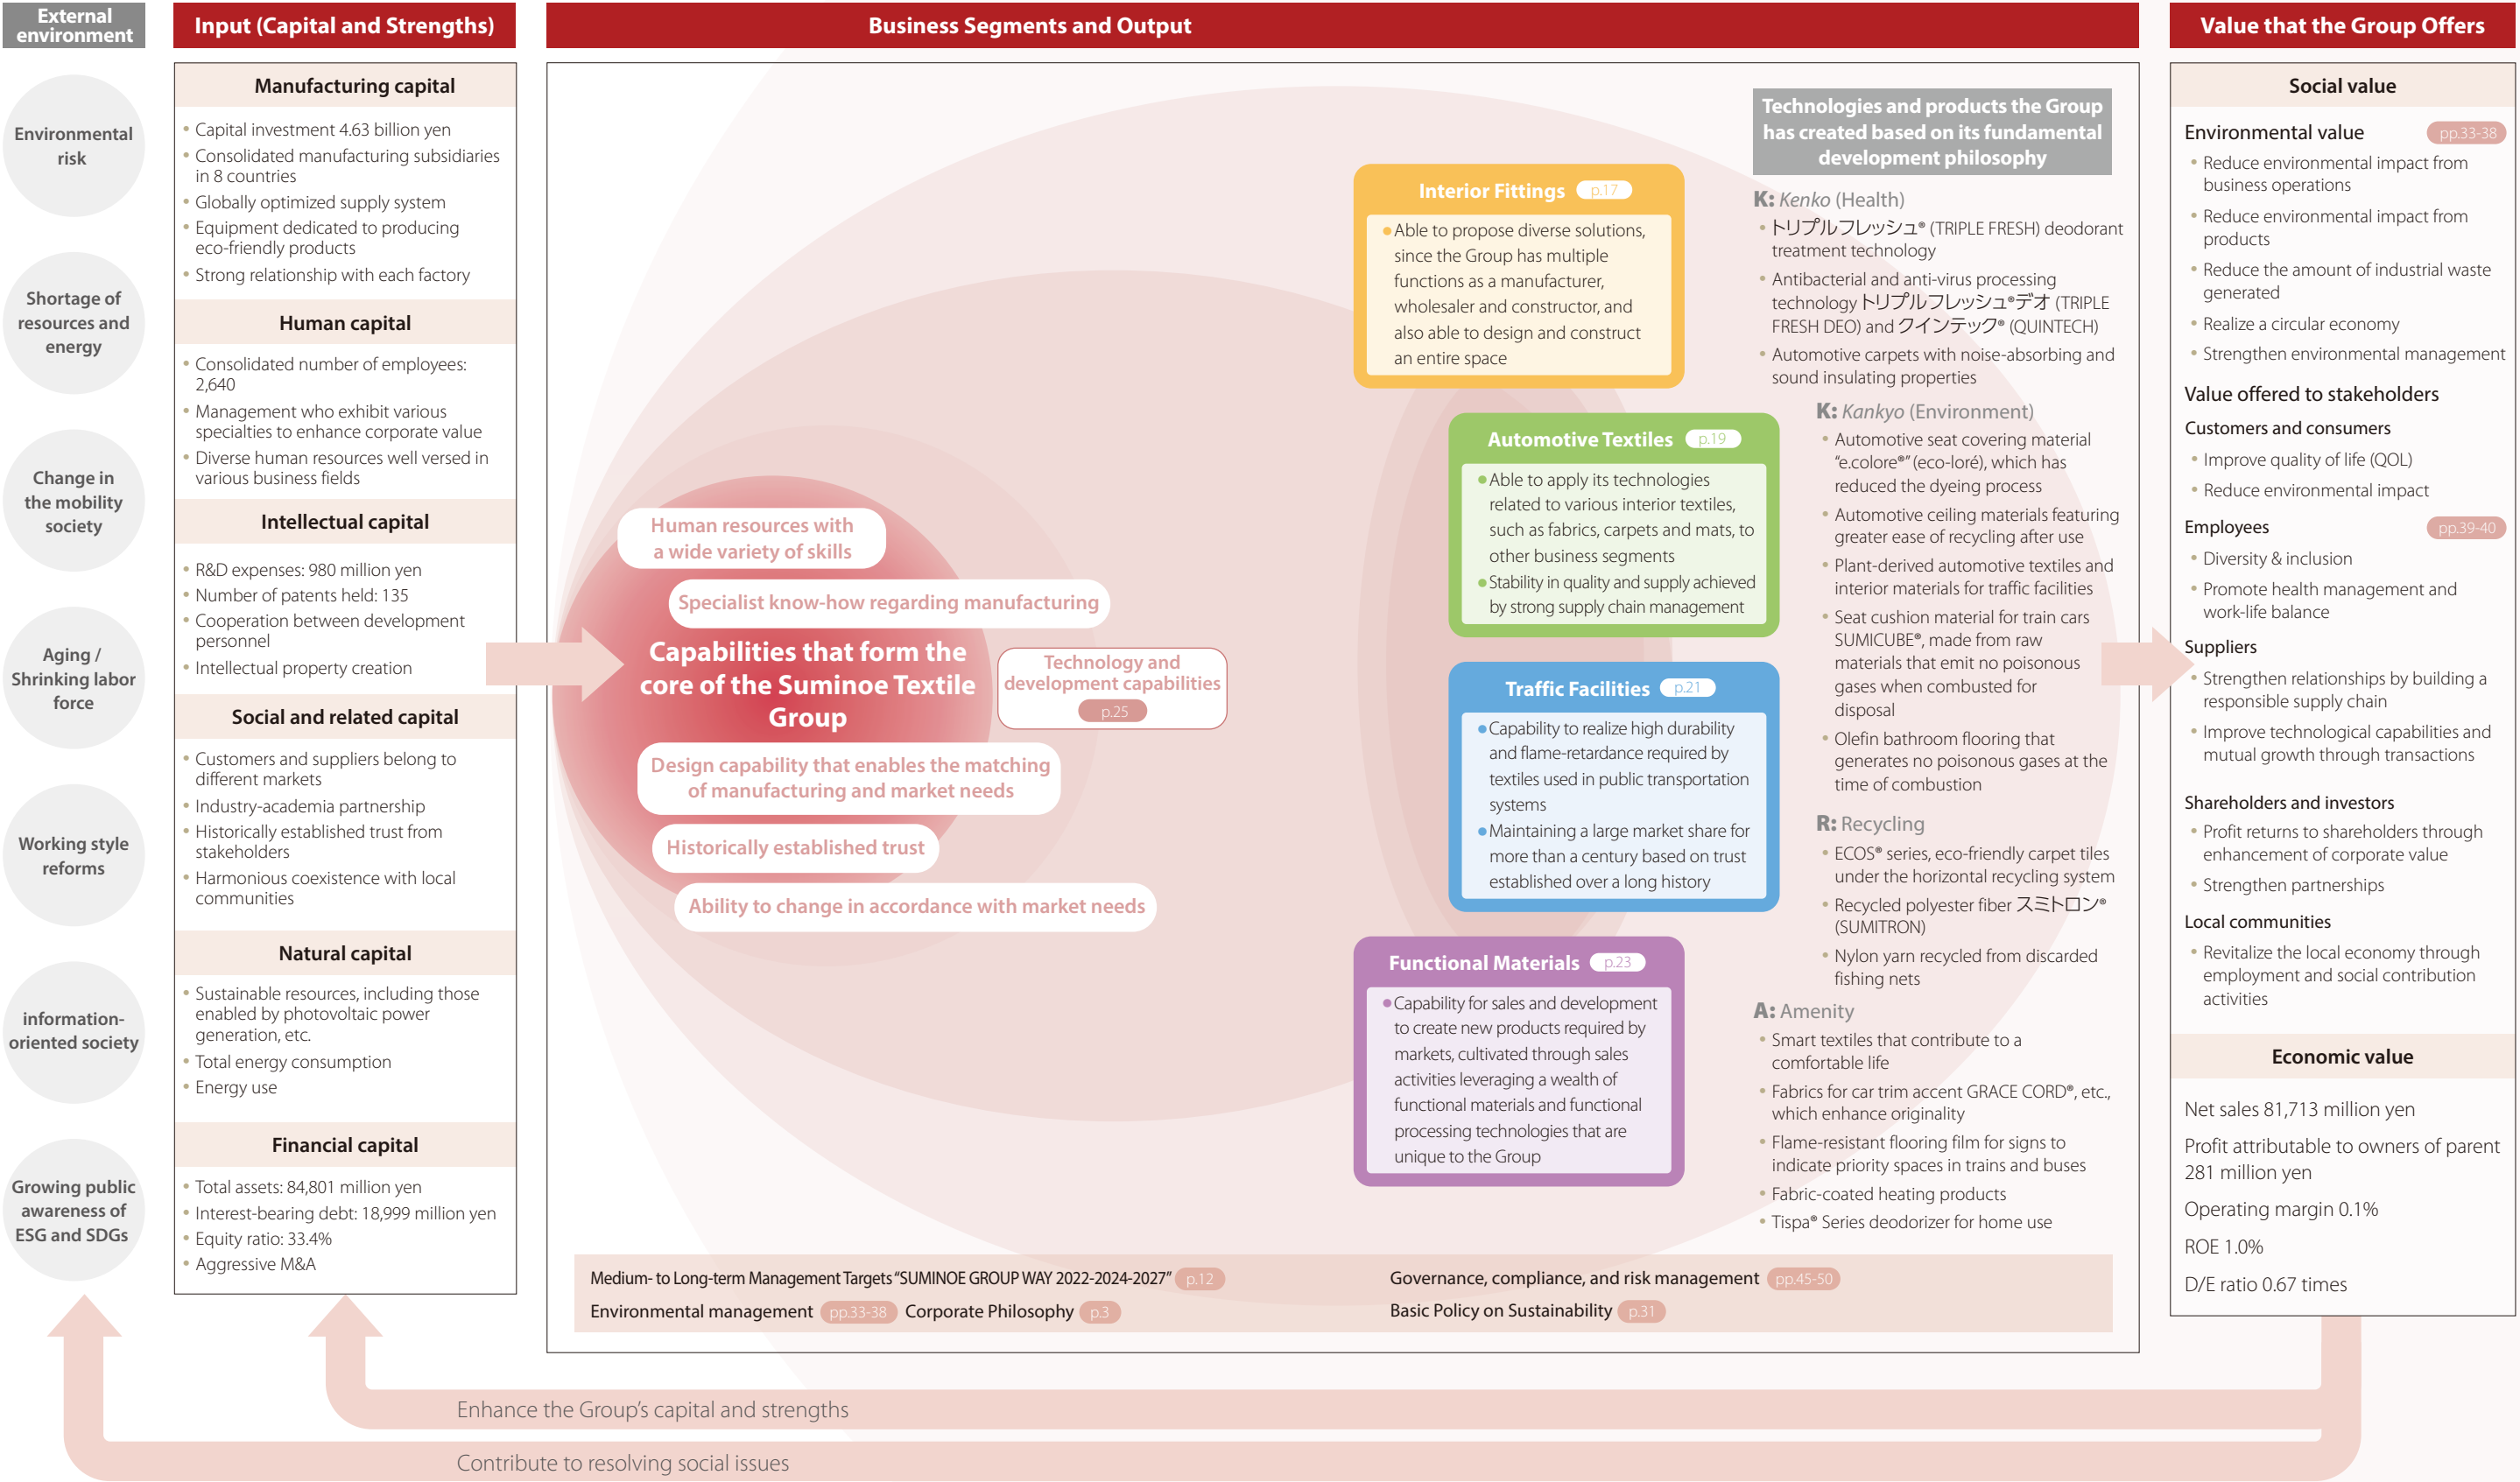 External
environment
Environmental
risk
Shortage of
resources and
energy
Change in
the mobility
society
Aging /
Shrinking labor
force
Working style
reforms
information-
oriented society
Growing public
awareness of
ESG and SDGs
Input (Capital and Strengths)
Manufacturing capital
• Capital investment 4.63 billion yen
• Consolidated manufacturing subsidiaries
in 8 countries
• Globally optimized supply system
• Equipment dedicated to producing
eco-friendly products
• Strong relationship with each factory
Human capital
• Consolidated number of employees:
2,640
• Management who exhibit various
specialties to enhance corporate value
• Diverse human resources well versed in
various business fields
Intellectual capital
• R&D expenses: 980 million yen
• Number of patents held: 135
• Cooperation between development
personnel
• Intellectual property creation
Social and related capital
• Customers and suppliers belong to
different markets
• Industry-academia partnership
• Historically established trust from
stakeholders
• Harmonious coexistence with local
communities
Natural capital
• Sustainable resources, including those
enabled by photovoltaic power
generation, etc.
• Total energy consumption
• Energy use
Financial capital
• Total assets: 84,801 million yen
• Interest-bearing debt: 18,999 million yen
• Equity ratio: 33.4%
• Aggressive M&A
Business Segments and Output
Human resources with
a wide variety of skills
Specialist know-how regarding manufacturing
Capabilities that form the
core of the Suminoe Textile
Group
Technology and
development capabilities
p.25
Design capability that enables the matching
of manufacturing and market needs
Historically established trust
Ability to change in accordance with market needs
Interior Fittings p.17
• Able to propose diverse solutions,
since the Group has multiple
functions as a manufacturer,
wholesaler and constructor, and
also able to design and construct
an entire space
Automotive Textiles p.19
• Able to apply its technologies
related to various interior textiles,
such as fabrics, carpets and mats, to
other business segments
• Stability in quality and supply achieved
by strong supply chain management
Traffic Facilities p.21
• Capability to realize high durability
and flame-retardance required by
textiles used in public transportation
systems
• Maintaining a large market share for
more than a century based on trust
established over a long history
Functional Materials p.23
• Capability for sales and development
to create new products required by
markets, cultivated through sales
activities leveraging a wealth of
functional materials and functional
processing technologies that are
unique to the Group
Technologies and products the Group
has created based on its fundamental
development philosophy
K: Kenko (Health)
• トリプルフレッシュ® (TRIPLE FRESH) deodorant
treatment technology
• Antibacterial and anti-virus processing
technology トリプルフレッシュ®デオ (TRIPLE
FRESH DEO) and クインテック® (QUINTECH)
• Automotive carpets with noise-absorbing and
sound insulating properties
K: Kankyo (Environment)
• Automotive seat covering material
“e.colore®” (eco-loré), which has
reduced the dyeing process
• Automotive ceiling materials featuring
greater ease of recycling after use
• Plant-derived automotive textiles and
interior materials for traffic facilities
• Seat cushion material for train cars
SUMICUBE®, made from raw
materials that emit no poisonous
gases when combusted for
disposal
• Olefin bathroom flooring that
generates no poisonous gases at the
time of combustion
R: Recycling
• ECOS® series, eco-friendly carpet tiles
under the horizontal recycling system
• Recycled polyester fiber スミトロン®
(SUMITRON)
• Nylon yarn recycled from discarded
fishing nets
A: Amenity
• Smart textiles that contribute to a
comfortable life
• Fabrics for car trim accent GRACE CORD®, etc.,
which enhance originality
• Flame-resistant flooring film for signs to
indicate priority spaces in trains and buses
• Fabric-coated heating products
• Tispa® Series deodorizer for home use
Medium- to Long-term Management Targets “SUMINOE GROUP WAY 2022-2024-2027” p.12
Governance, compliance, and risk management pp.45-50
Environmental management pp.33-38 Corporate Philosophy p.3
Basic Policy on Sustainability p.31
Value that the Group Offers
Social value
Environmental value pp.33-38
• Reduce environmental impact from
business operations
• Reduce environmental impact from
products
• Reduce the amount of industrial waste
generated
• Realize a circular economy
• Strengthen environmental management
Value offered to stakeholders
Customers and consumers
• Improve quality of life (QOL)
• Reduce environmental impact
Employees pp.39-40
• Diversity & inclusion
• Promote health management and
work-life balance
Suppliers
• Strengthen relationships by building a
responsible supply chain
• Improve technological capabilities and
mutual growth through transactions
Shareholders and investors
• Profit returns to shareholders through
enhancement of corporate value
• Strengthen partnerships
Local communities
• Revitalize the local economy through
employment and social contribution
activities
Economic value
Net sales 81,713 million yen
Profit attributable to owners of parent
281 million yen
Operating margin 0.1%
ROE 1.0%
D/E ratio 0.67 times
Enhance the Group’s capital and strengths
Contribute to resolving social issues